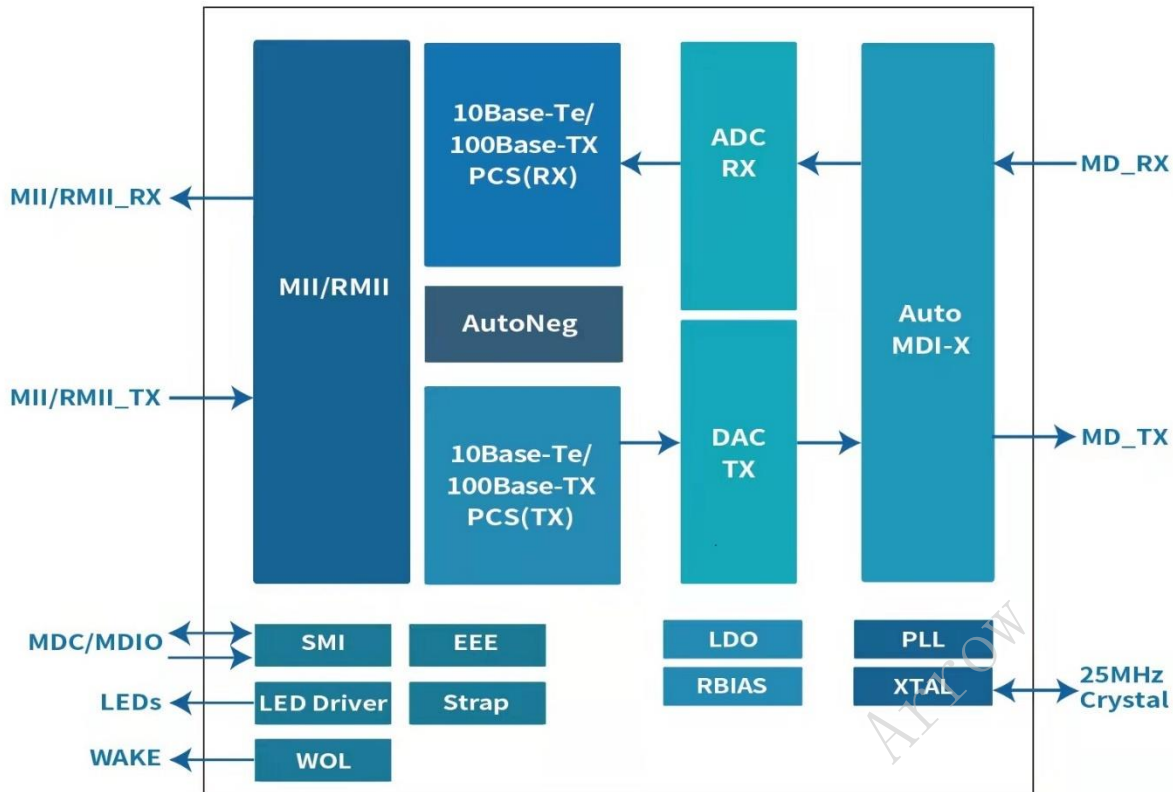 10Base-Te/
100Base-TX
PCS(RX)
ADC
RX
MD_RX
MII/RMII_RX
MII/RMII
AutoNeg
Auto
MDI-X
MII/RMII_TX
10Base-Te/
100Base-TX
PCS(TX)
DAC
TX
MD_TX
MDC/MDIO
SMI
EEE
LDO
PLL
LEDs
LED Driver
Strap
RBIAS
XTAL
25MHz
Crystal
WAKE
WOL
Arrow